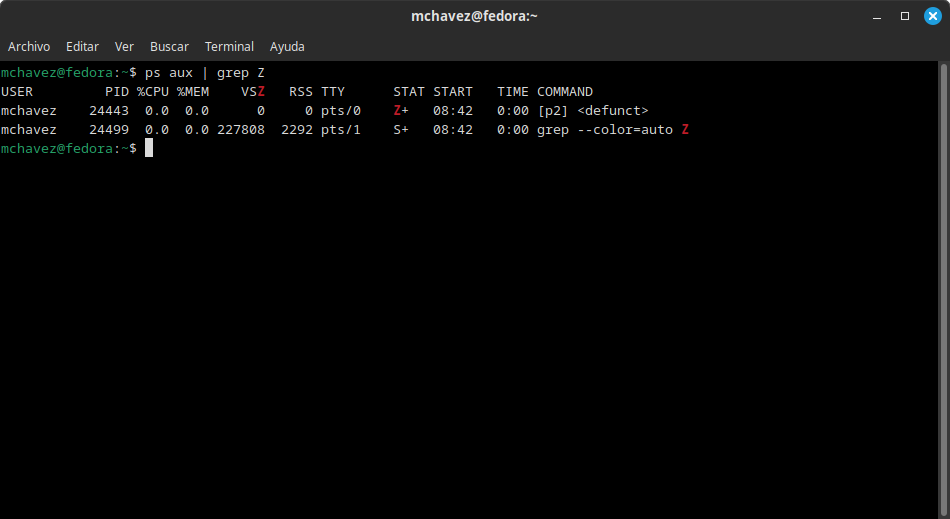 mchavez@fedora:~
Archivo Editar Ver Buscar Terminal Ayuda
mchavez@fedora:~$ ps aux | grep Z
USER         PID %CPU %MEM    VSZ   RSS TTY      STAT START   TIME COMMAND
mchavez    24443  0.0  0.0      0     0 pts/0    Z+   08:42   0:00 [p2] <defunct>
mchavez    24499  0.0  0.0 227808  2292 pts/1    S+   08:42   0:00 grep --color=auto Z
mchavez@fedora:~$